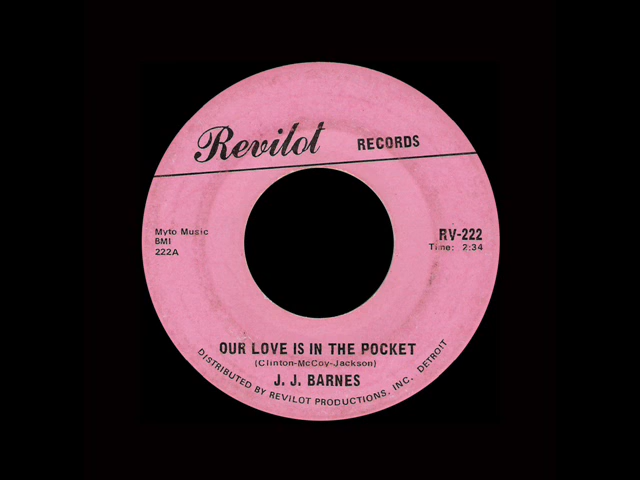 Revilot RECORDS
Myto Music
BMI
222A
RV-222
Time: 2:34
OUR LOVE IS IN THE POCKET
(Clinton-McCoy-Jackson)
J. J. BARNES
DISTRIBUTED BY REVILOT PRODUCTIONS, INC. DETROIT